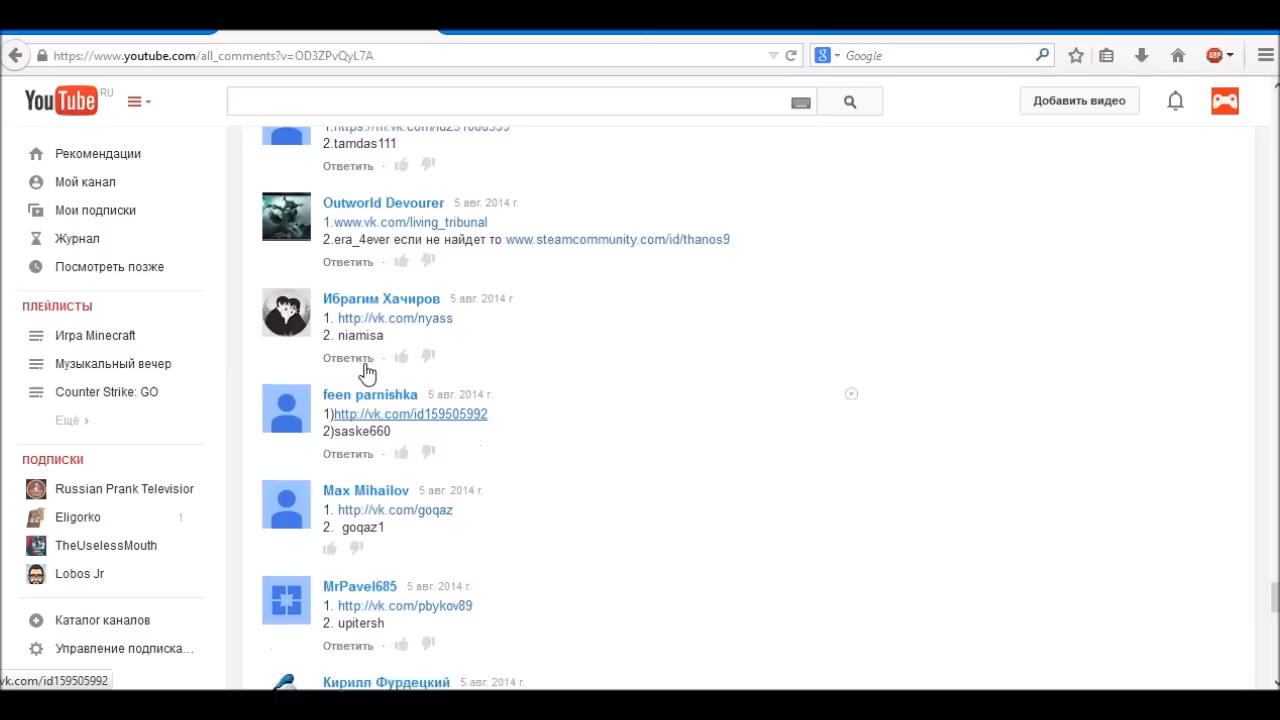 https://www.youtube.com/all_comments?v=OD3ZPvQyL7A
Google
ABP
YouTube RU
Добавить видео
Рекомендации
Мой канал
Мои подписки
Журнал
Посмотреть позже
ПЛЕЙЛИСТЫ
Игра Minecraft
Музыкальный вечер
Counter Strike: GO
Ещё ›
ПОДПИСКИ
Russian Prank Televisior
Eligorko 1
TheUselessMouth
Lobos Jr
Каталог каналов
Управление подписка...
vk.com/id159505992
2.tamdas111
Ответить
Outworld Devourer 5 авг. 2014 г.
1.www.vk.com/living_tribunal
2.era_4ever если не найдет то www.steamcommunity.com/id/thanos9
Ответить
Ибрагим Хачиров 5 авг. 2014 г
1. http://vk.com/nyass
2. niamisa
Ответить
feen parnishka 5 авг. 2014 г.
1)http://vk.com/id159505992
2)saske660
Ответить
Max Mihailov 5 авг. 2014 г.
1. http://vk.com/goqaz
2. goqaz1
MrPavel685 5 авг. 2014 г.
1. http://vk.com/pbykov89
2. upitersh
Ответить
Кирилл Фурдецкий 5 авг. 2014 г.